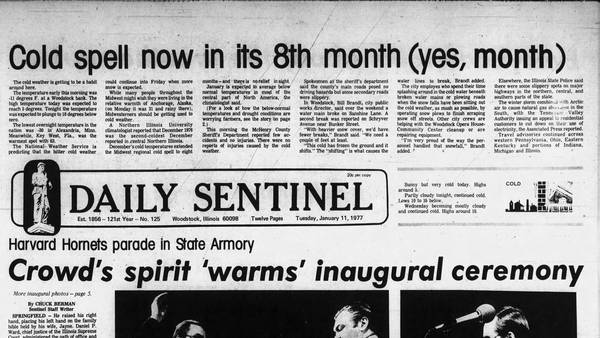 Cold spell now in its 8th month (yes, month)
The cold weather is getting to be a habit
around here.
The temperature early this morning was
-11 degrees F. at a Woodstock bank. The
high temperature today was expected to
reach 3 degrees. Tonight the temperature
was expected to plunge to 10 degrees below
zero.
The lowest overnight temperature in the
nation was -30 in Alexandria, Minn.
Meanwhile, Key West, Fla., was the
warmest spot with 63.
The National Weather Service is
predicting that the bitter cold weather
could continue into Friday when more
snow is expected.
While many people throughout the
Midwest might wish they were living in the
relative warmth of Anchorage, Alaska,
(on Monday it was 31 and rainy there),
Midwesterners should be getting used to
cold weather.
A Northern Illinois University
climatologist reported that December 1976
was the second-coldest December
reported in central Northern Illinois.
December's cold temperatures extended
the Midwest regional cold spell to eight
months - and there is no relief in sight.
January is expected to average below
normal temperatures in most of the
central part of North America, the
climatologist said.
(For a look at how the below-normal
temperatures and drought conditions are
worrying farmers, see the story on page
2.)
This morning the McHenry County
Sheriff's Department reported few ac-
cidents and no injuries. There were no
reports of injuries caused by the cold
weather.
Spokesmen at the sheriff's department
said the county's main roads posed no
driving hazards but some secondary roads
were slippery.
In Woodstock, Bill Brandt, city public
works director, said over the weekend a
water main broke on Sunshine Lane. A
second break was reported on Schryver
Avenue near Bunker Street.
"With heavier snow cover, we'd have
fewer breaks," Brandt said. "We need a
couple of feet at least.
"This cold has frozen the ground and it
shifts." The "shifting" is what causes the
water lines to break, Brandt added.
The city employes who spend their time
splashing around in the cold water beneath
broken water mains or plowing roads
when the snow falls have been sitting out
the cold weather, as much as possible, by
operating snow plows to finish scraping
snow off streets. Other city crews are
helping with the Woodstock Opera House-
Community Center cleanup or are
repairing equipment.
"I'm very proud of the way the per-
sonnel handled that snowfall," Brandt
added.
Elsewhere, the Illinois State Police said
there were some slippery spots on major
highways in the northern, central, and
southern parts of the state.
The winter storm combined with Arctic
air to cause natural gas shortages in the
South, with the Tennessee Valley
Authority issuing an appeal to residential
customers to cut down on their use of
electricity, the Associated Press reported.
Travel advisories continued across
western Pennsylvania, Ohio, Eastern
Kentucky and portions of Indiana,
Michigan and Illinois.
20c per copy
DAILY SENTINEL
Est. 1856 - 121st Year - No. 125 Woodstock, Illinois 60098 Twelve Pages Tuesday, January 11, 1977
Sunny but very cold today. Highs
around 5.
Partly cloudy tonight, continued cold.
Lows 10 to 15 below.
Wednesday becoming mostly cloudy
and continued cold. Highs around 10.
COLD
Harvard Hornets parade in State Armory
Crowd's spirit 'warms' inaugural ceremony
More inaugural photos - page 5.
By CHUCK BERMAN
Sentinel Staff Writer
SPRINGFIELD - He raised his right
hand, placing his left hand on the family
bible held by his wife, Jayne. Daniel P.
Ward, chief justice of the Illinois Supreme
Court, administered the oath of office and